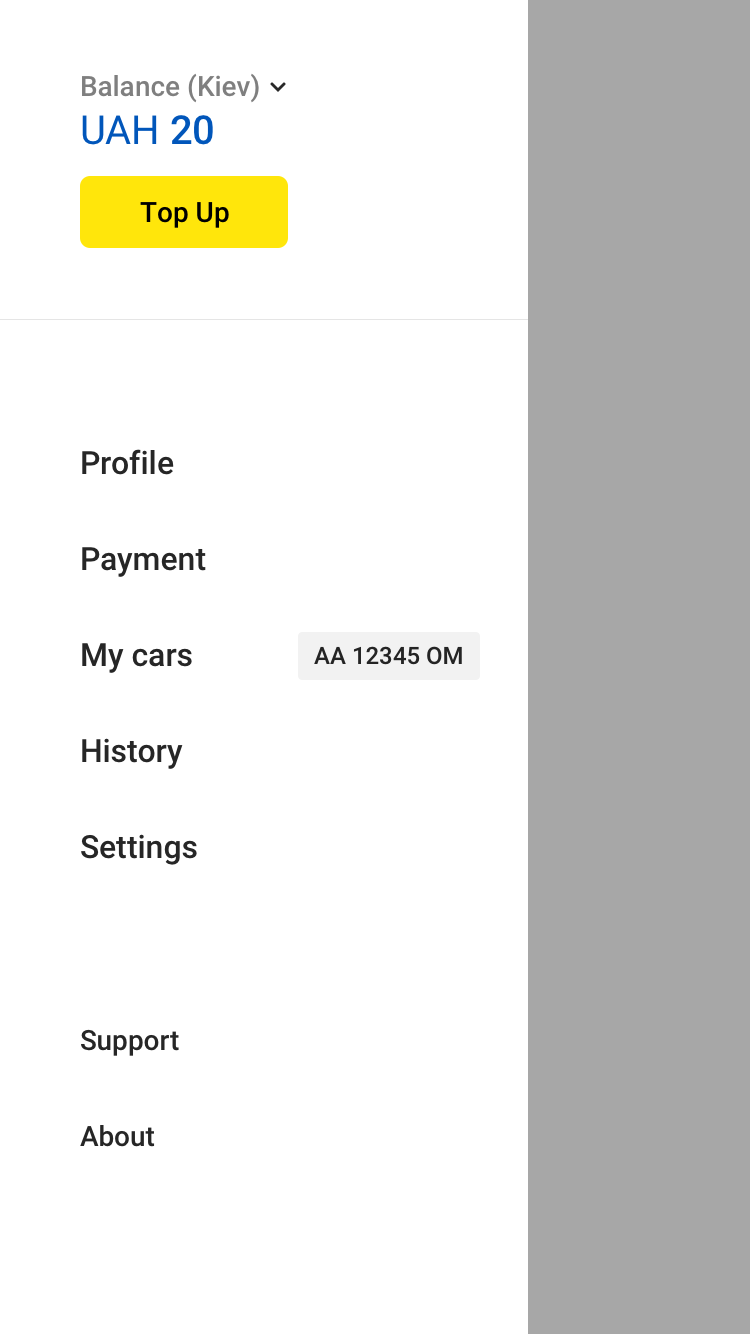 Balance (Kiev)
UAH 20
Top Up
Profile
Payment
My cars
AA 12345 OM
History
Settings
Support
About